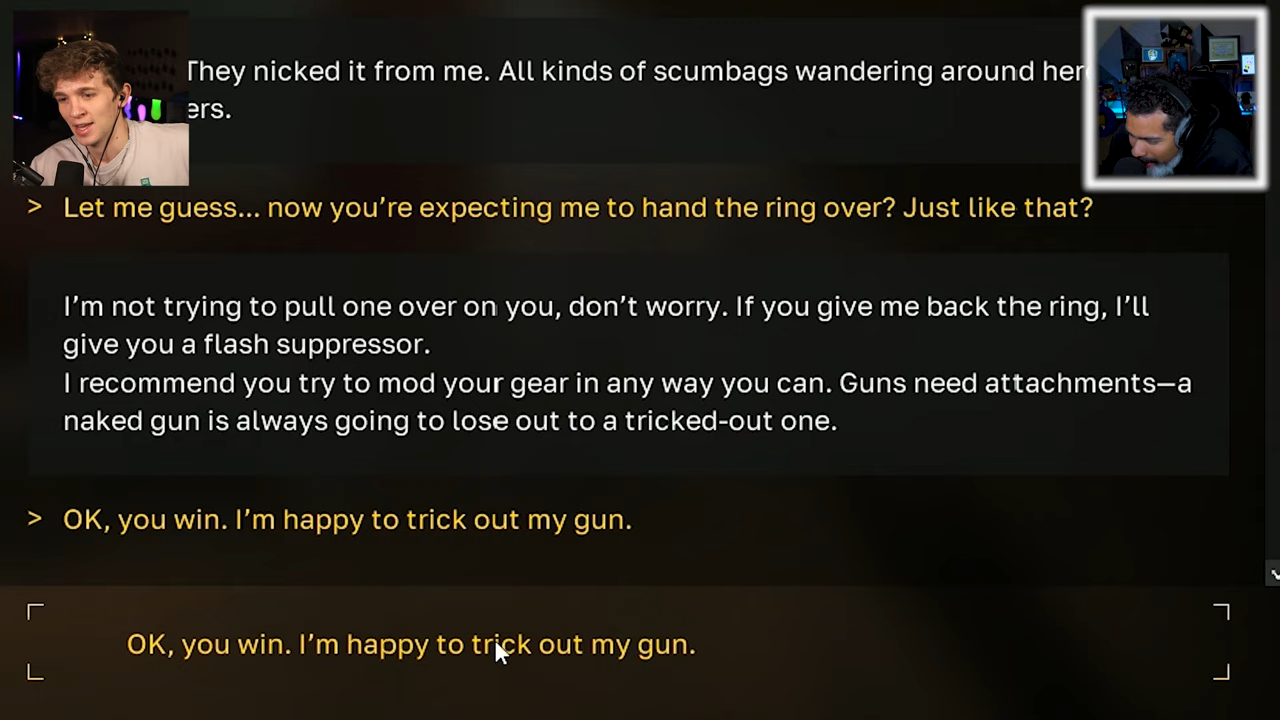 They nicked it from me. All kinds of scumbags wandering around
ers.
> Let me guess... now you’re expecting me to hand the ring over? Just like that?
I’m not trying to pull one over on you, don’t worry. If you give me back the ring, I’ll
give you a flash suppressor.
I recommend you try to mod your gear in any way you can. Guns need attachments—a
naked gun is always going to lose out to a tricked-out one.
> OK, you win. I’m happy to trick out my gun.
OK, you win. I’m happy to trick out my gun.